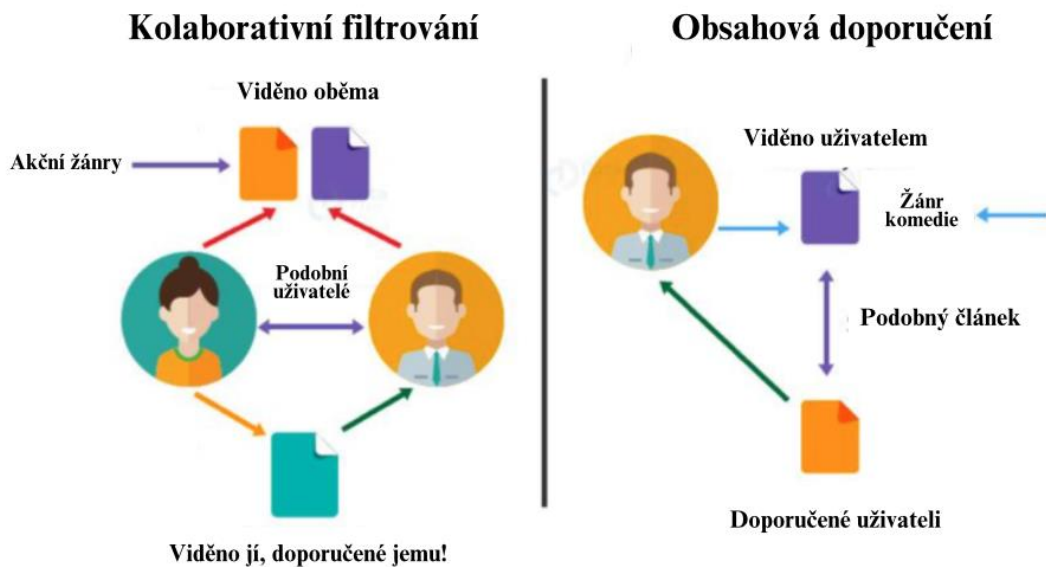 Kolaborativní filtrování
Viděno oběma
Akční žánry
Podobní
uživatelé
Viděno jí, doporučené jemu!
Obsahová doporučení
Viděno uživatelem
Žánr
komedie
Podobný článek
Doporučené uživateli